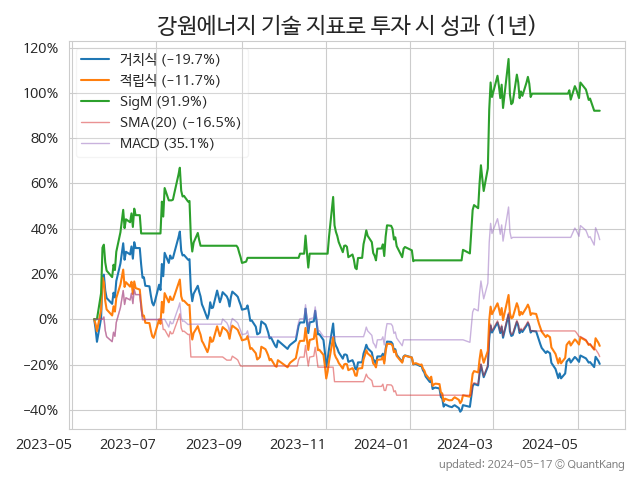 강원에너지 기술 지표로 투자 시 성과 (1년)
120%
100%
80%
60%
40%
20%
0%
−20%
−40%
거치식 (−19.7%)
적립식 (−11.7%)
SigM (91.9%)
SMA(20) (−16.5%)
MACD (35.1%)
2023-05 2023-07 2023-09 2023-11 2024-01 2024-03 2024-05
updated: 2024-05-17 © QuantKang